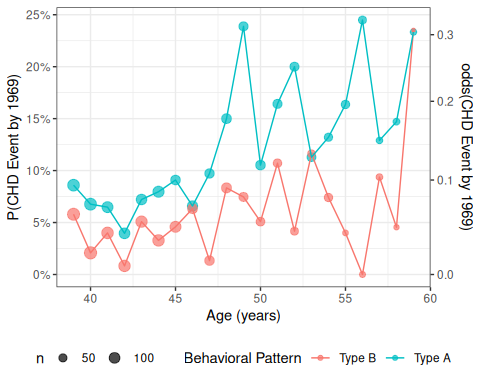 25%
20%
15%
10%
5%
0%
P(CHD Event by 1969)
0.3
0.2
0.1
0.0
odds(CHD Event by 1969)
40 45 50 55 60
Age (years)
n 50 100 Behavioral Pattern Type B Type A